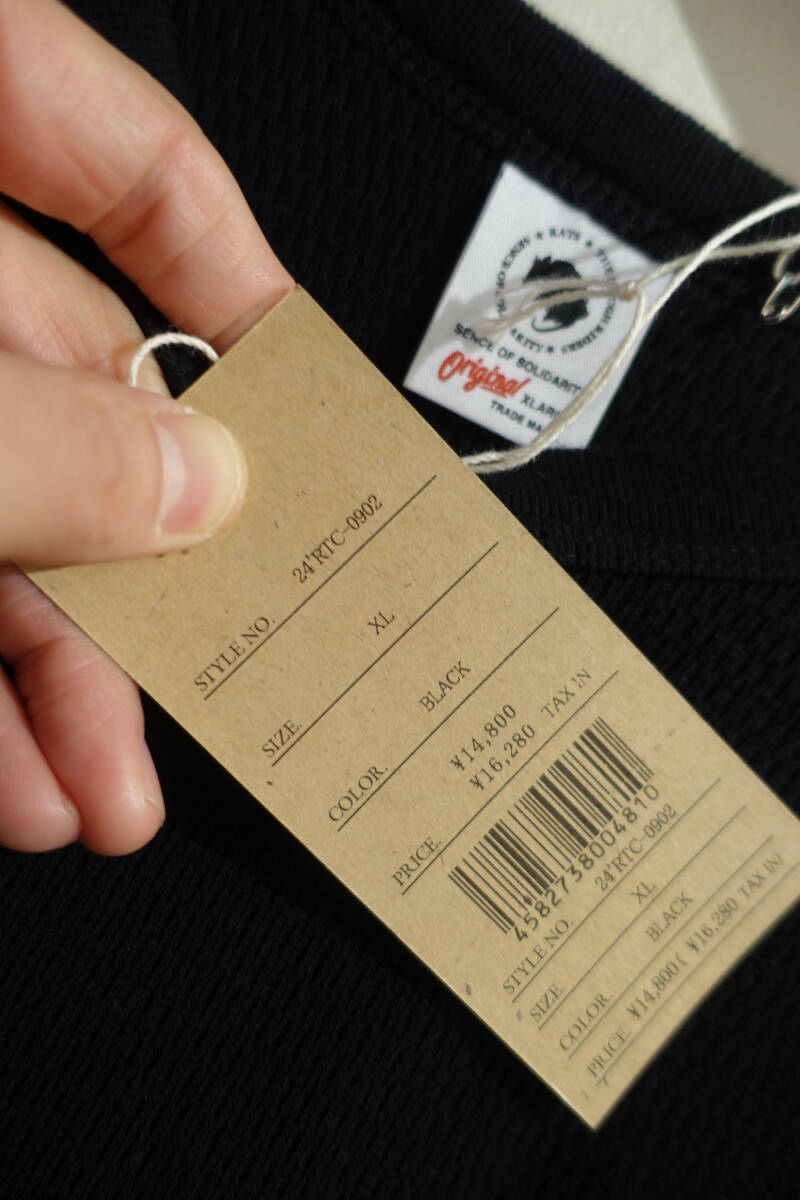 ★ RATS ★
SENCE OF SOLIDARIT
Original
XLAR
TRADE MA
STYLE NO. 24'RTC-0902
SIZE. XL
COLOR. BLACK
¥14,800
PRICE. ¥16,280 TAX IN
4582738004810
STYLE NO. 24'RTC-0902
SIZE. XL
COLOR. BLACK
PRICE. ¥14,800( ¥16,280 TAX IN)